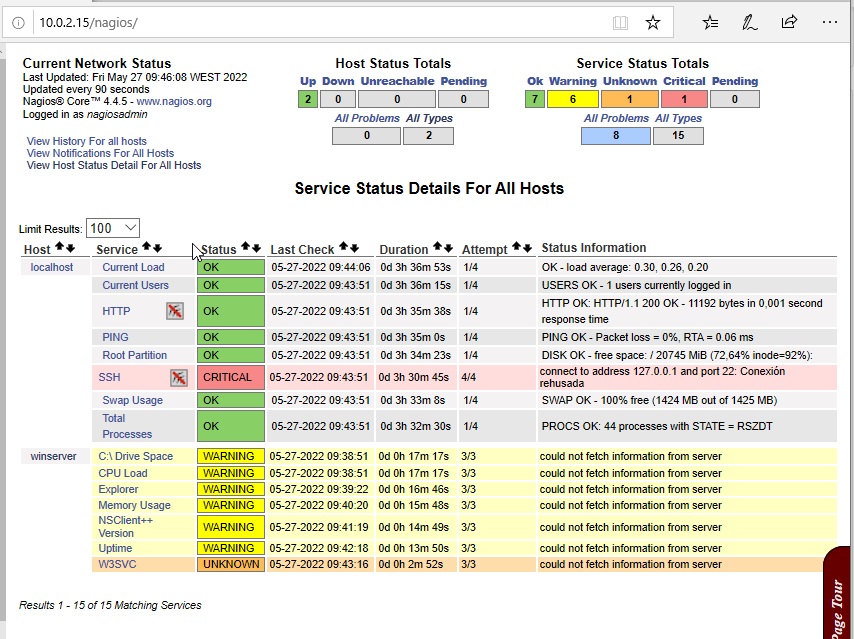 10.0.2.15/nagios/
Current Network Status
Last Updated: Fri May 27 09:46:08 WEST 2022
Updated every 90 seconds
Nagios® Core™ 4.4.5 - www.nagios.org
Logged in as nagiosadmin
View History For all hosts
View Notifications For All Hosts
View Host Status Detail For All Hosts
Host Status Totals
Up Down Unreachable Pending
2 0 0 0
All Problems All Types
0 2
Service Status Totals
Ok Warning Unknown Critical Pending
7 6 1 1 0
All Problems All Types
8 15
Service Status Details For All Hosts
Limit Results: 100
Host Service Status Last Check Duration Attempt Status Information
localhost Current Load OK 05-27-2022 09:44:06 0d 3h 36m 53s 1/4 OK - load average: 0.30, 0.26, 0.20
Current Users OK 05-27-2022 09:43:51 0d 3h 36m 15s 1/4 USERS OK - 1 users currently logged in
HTTP OK 05-27-2022 09:43:51 0d 3h 35m 38s 1/4 HTTP OK: HTTP/1.1 200 OK - 11192 bytes in 0,001 second
response time
PING OK 05-27-2022 09:43:51 0d 3h 35m 0s 1/4 PING OK - Packet loss = 0%, RTA = 0.06 ms
Root Partition OK 05-27-2022 09:43:51 0d 3h 34m 23s 1/4 DISK OK - free space: / 20745 MiB (72,64% inode=92%):
SSH CRITICAL 05-27-2022 09:43:51 0d 3h 30m 45s 4/4 connect to address 127.0.0.1 and port 22: Conexión
rehusada
Swap Usage OK 05-27-2022 09:43:51 0d 3h 33m 8s 1/4 SWAP OK - 100% free (1424 MB out of 1425 MB)
Total
Processes OK 05-27-2022 09:43:51 0d 3h 32m 30s 1/4 PROCS OK: 44 processes with STATE = RSZDT
winserver C:\ Drive Space WARNING 05-27-2022 09:38:51 0d 0h 17m 17s 3/3 could not fetch information from server
CPU Load WARNING 05-27-2022 09:38:51 0d 0h 17m 17s 3/3 could not fetch information from server
Explorer WARNING 05-27-2022 09:39:22 0d 0h 16m 46s 3/3 could not fetch information from server
Memory Usage WARNING 05-27-2022 09:40:20 0d 0h 15m 48s 3/3 could not fetch information from server
NSClient++
Version WARNING 05-27-2022 09:41:19 0d 0h 14m 49s 3/3 could not fetch information from server
Uptime WARNING 05-27-2022 09:42:18 0d 0h 13m 50s 3/3 could not fetch information from server
W3SVC UNKNOWN 05-27-2022 09:43:16 0d 0h 2m 52s 3/3 could not fetch information from server
Results 1 - 15 of 15 Matching Services
Page Tour